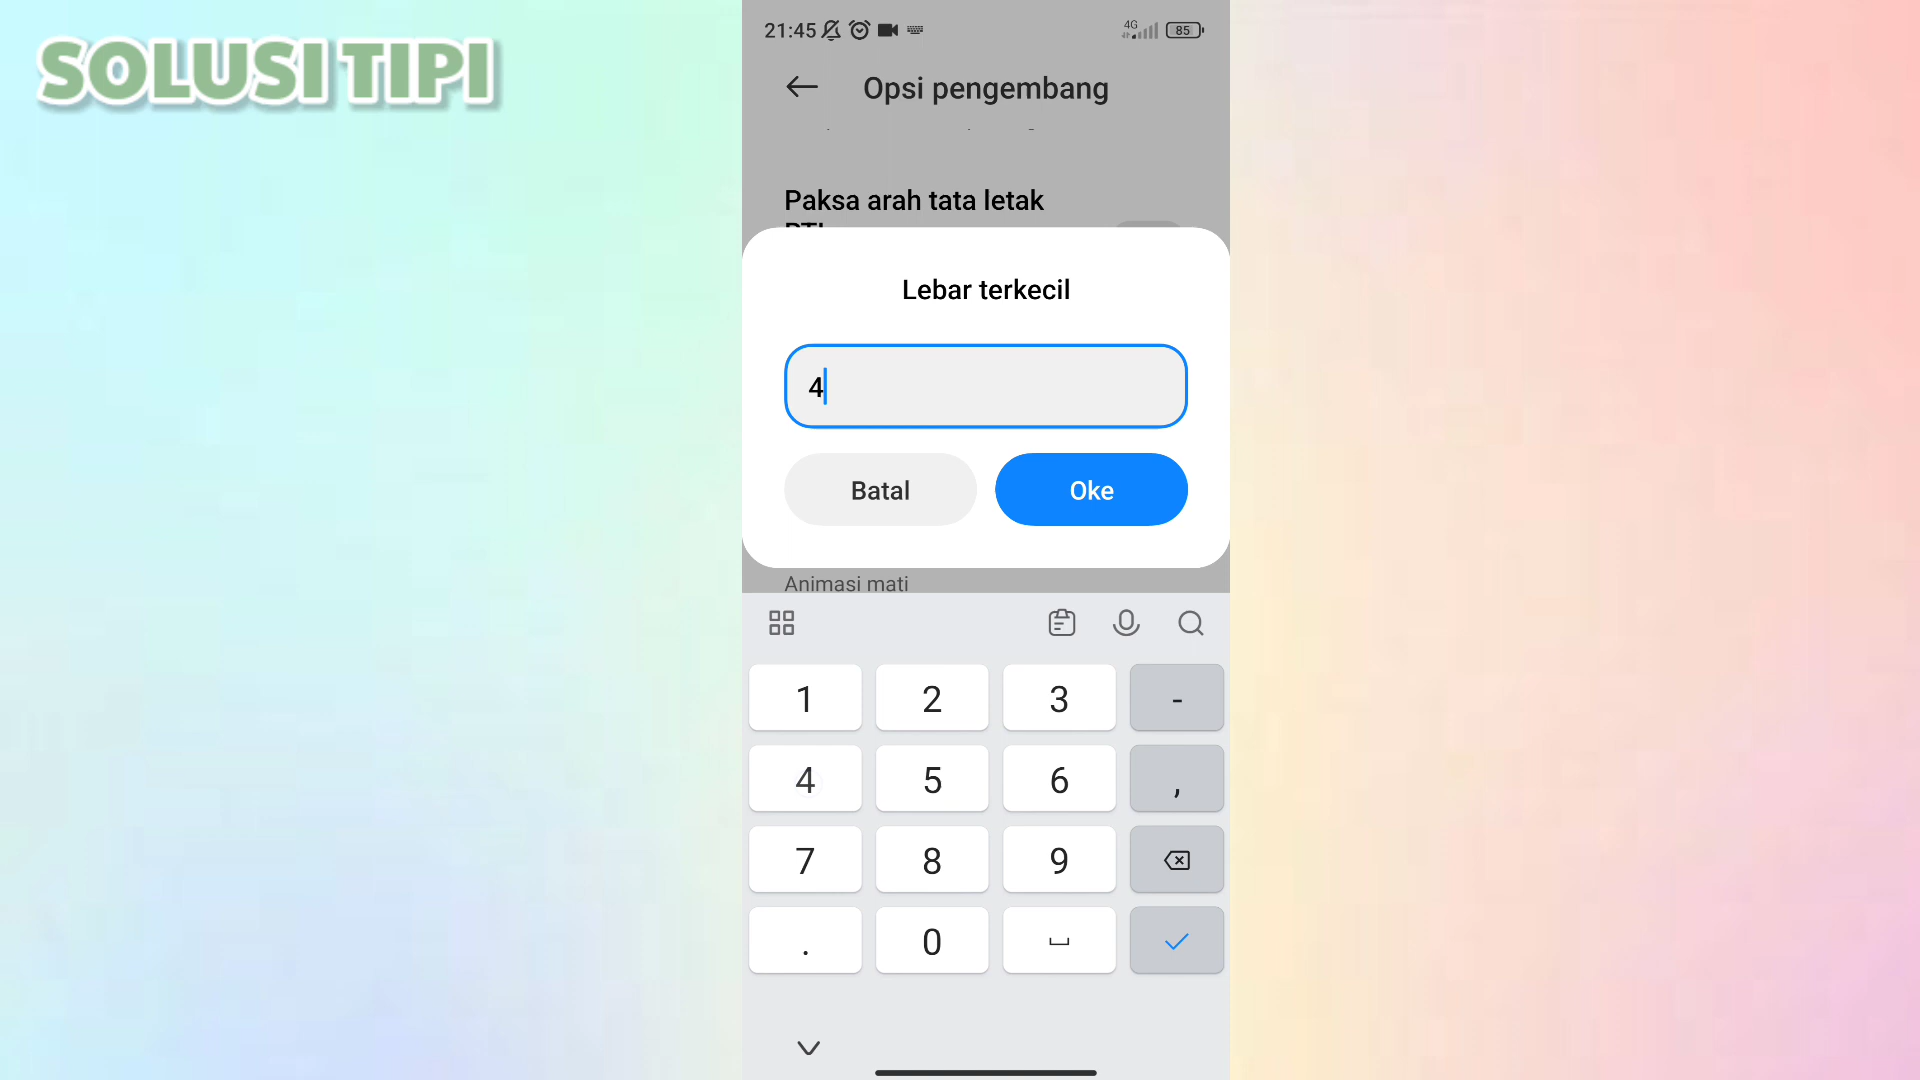 SOLUSI TIPI
21:45
4G
85
Opsi pengembang
Paksa arah tata letak
Lebar terkecil
4
Batal
Oke
Animasi mati
1 2 3 -
4 5 6 ,
7 8 9
. 0